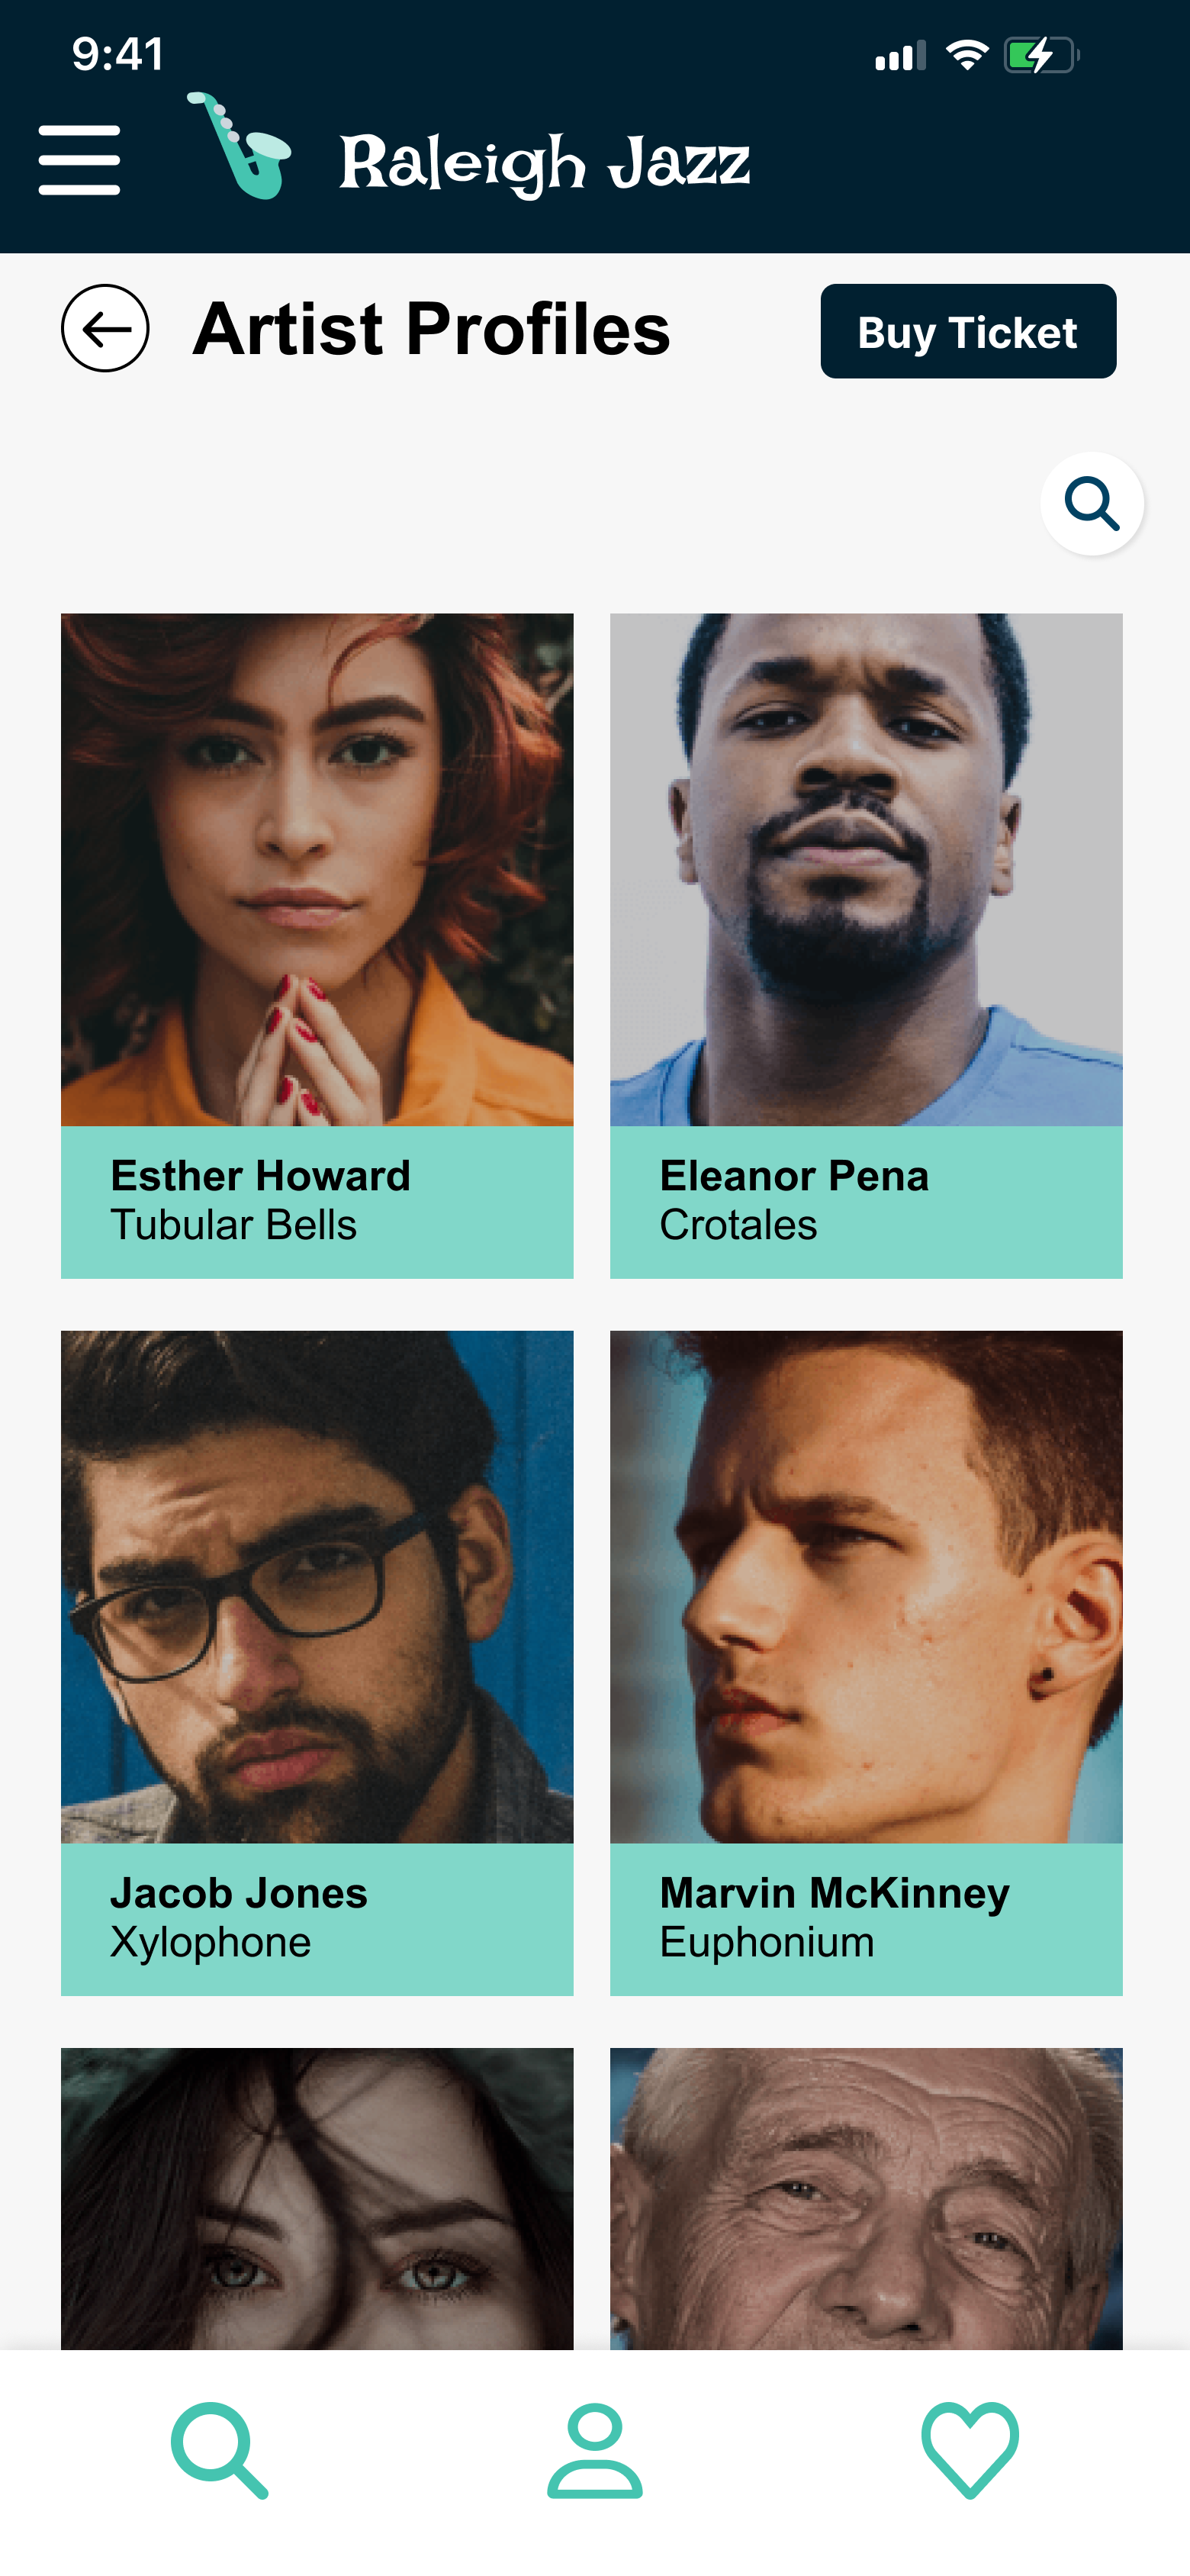 9:41
Raleigh Jazz
Artist Profiles
Buy Ticket
Esther Howard
Tubular Bells
Eleanor Pena
Crotales
Jacob Jones
Xylophone
Marvin McKinney
Euphonium